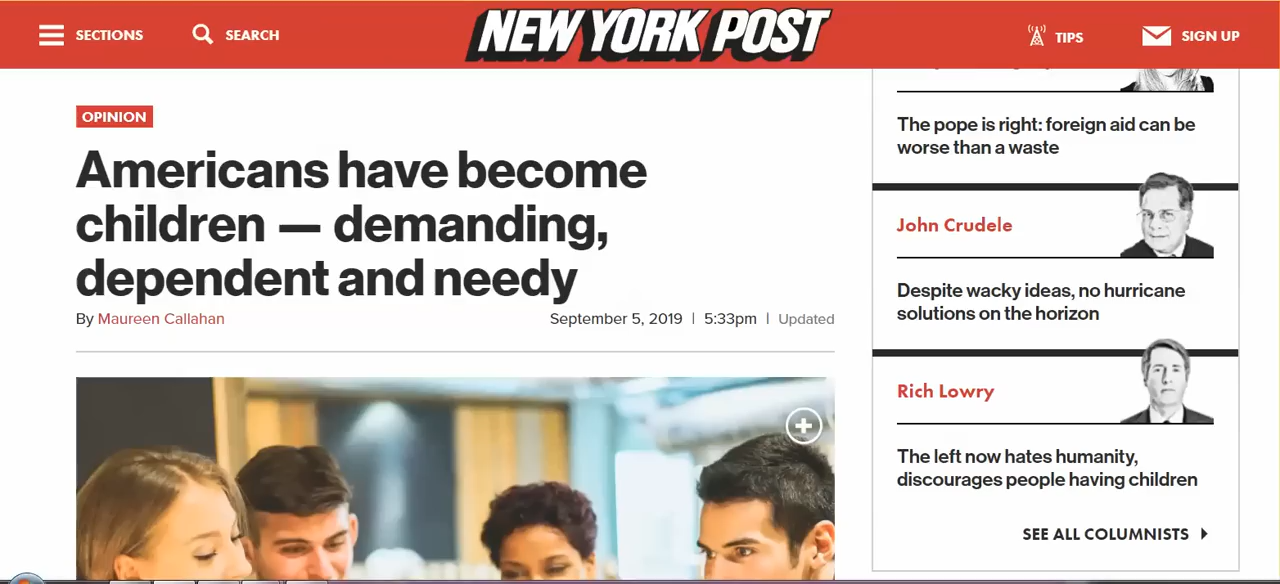 SECTIONS
SEARCH
NEW YORK POST
TIPS
SIGN UP
OPINION
Americans have become
children — demanding,
dependent and needy
By Maureen Callahan
September 5, 2019 | 5:33pm | Updated
The pope is right: foreign aid can be
worse than a waste
John Crudele
Despite wacky ideas, no hurricane
solutions on the horizon
Rich Lowry
The left now hates humanity,
discourages people having children
SEE ALL COLUMNISTS